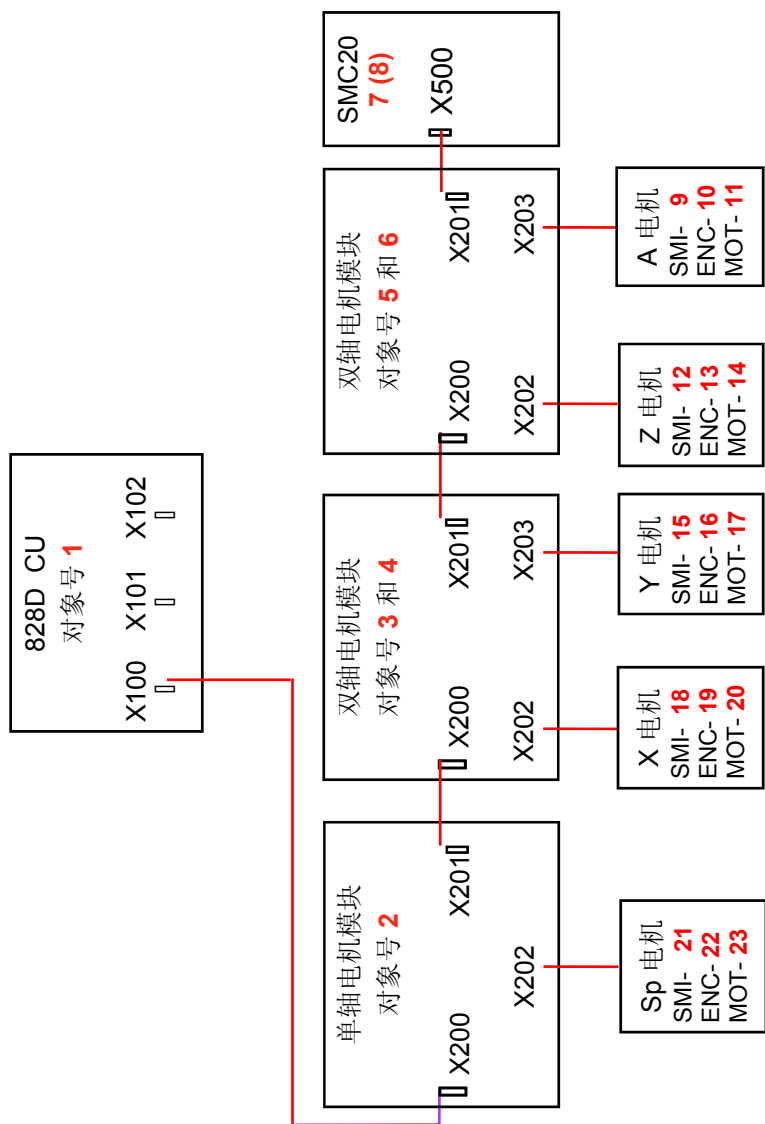 828D CU
对象号 1
X100
X101
X102
单轴电机模块
对象号 2
X200
X201
X202
双轴电机模块
对象号 3 和 4
X200
X201
X202
X203
双轴电机模块
对象号 5 和 6
X200
X201
X202
X203
SMC20
7 (8)
X500
Sp 电机
SMI- 21
ENC- 22
MOT- 23
X 电机
SMI- 18
ENC- 19
MOT- 20
Y 电机
SMI- 15
ENC- 16
MOT- 17
Z 电机
SMI- 12
ENC- 13
MOT- 14
A 电机
SMI- 9
ENC- 10
MOT- 11